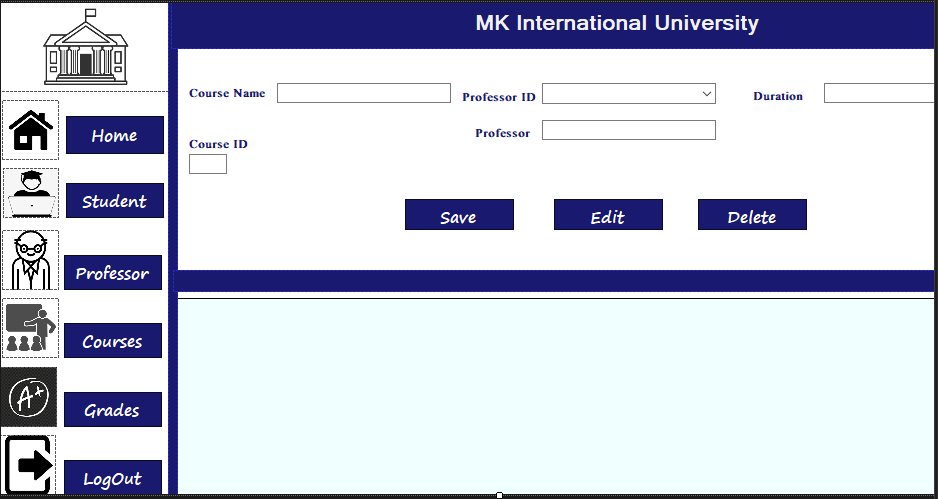 MK International University
Course Name
Professor ID
Duration
Professor
Course ID
Save
Edit
Delete
Home
Student
Professor
Courses
A+
Grades
LogOut